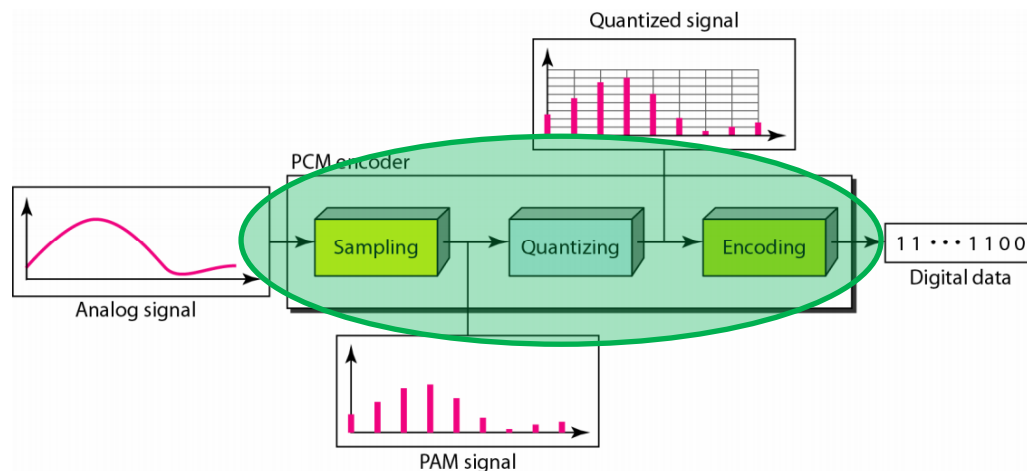 Quantized signal
PCM encoder
Sampling
Quantizing
Encoding
11 ••• 1100
Digital data
Analog signal
PAM signal